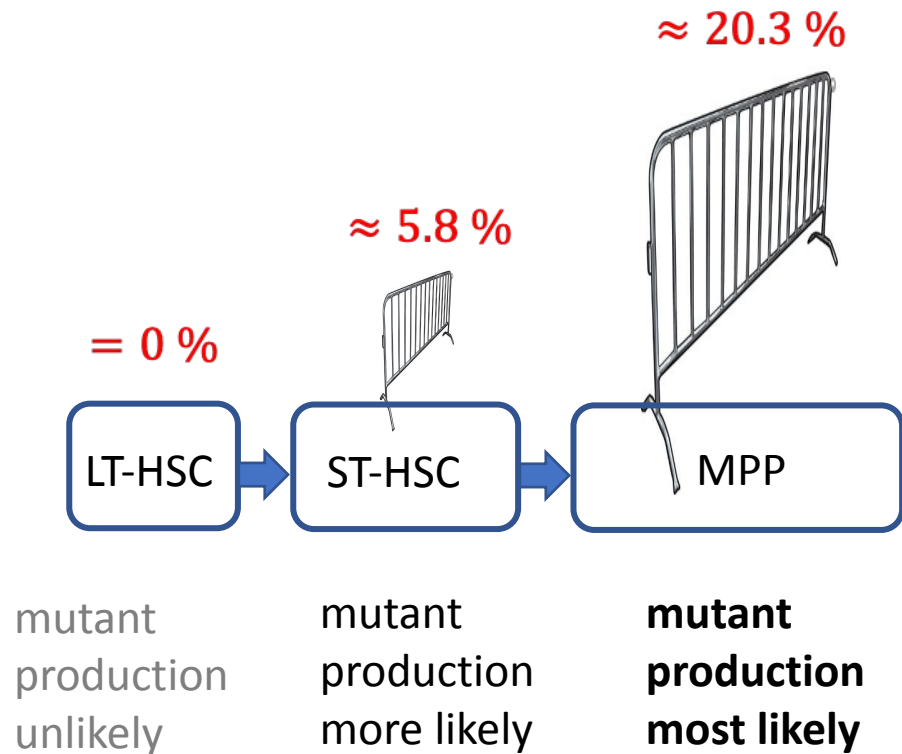 ≈ 20.3 %
≈ 5.8 %
= 0 %
LT-HSC
ST-HSC
MPP
mutant
production
unlikely
mutant
production
more likely
mutant
production
most likely